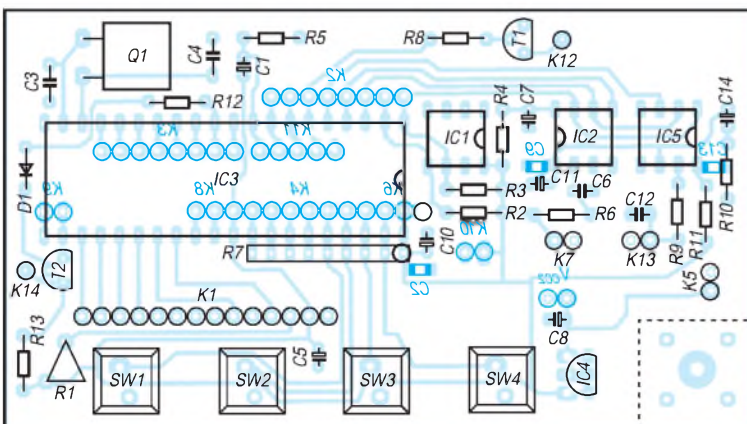 Q1
C4
R5
R8
T1
K12
C3
C1
K2
R12
R4
C7
C14
K3
K11
IC1
IC2
IC5
C9
C13
D1
K9
K8
IC3
K4
K6
R3
C11
C6
R2
R6
C12
R10
K10
C10
R7
C2
K7
K13
R9
R11
K5
K14
T2
Vcc2
K1
C8
R13
R1
SW1
SW2
C5
SW3
SW4
IC4